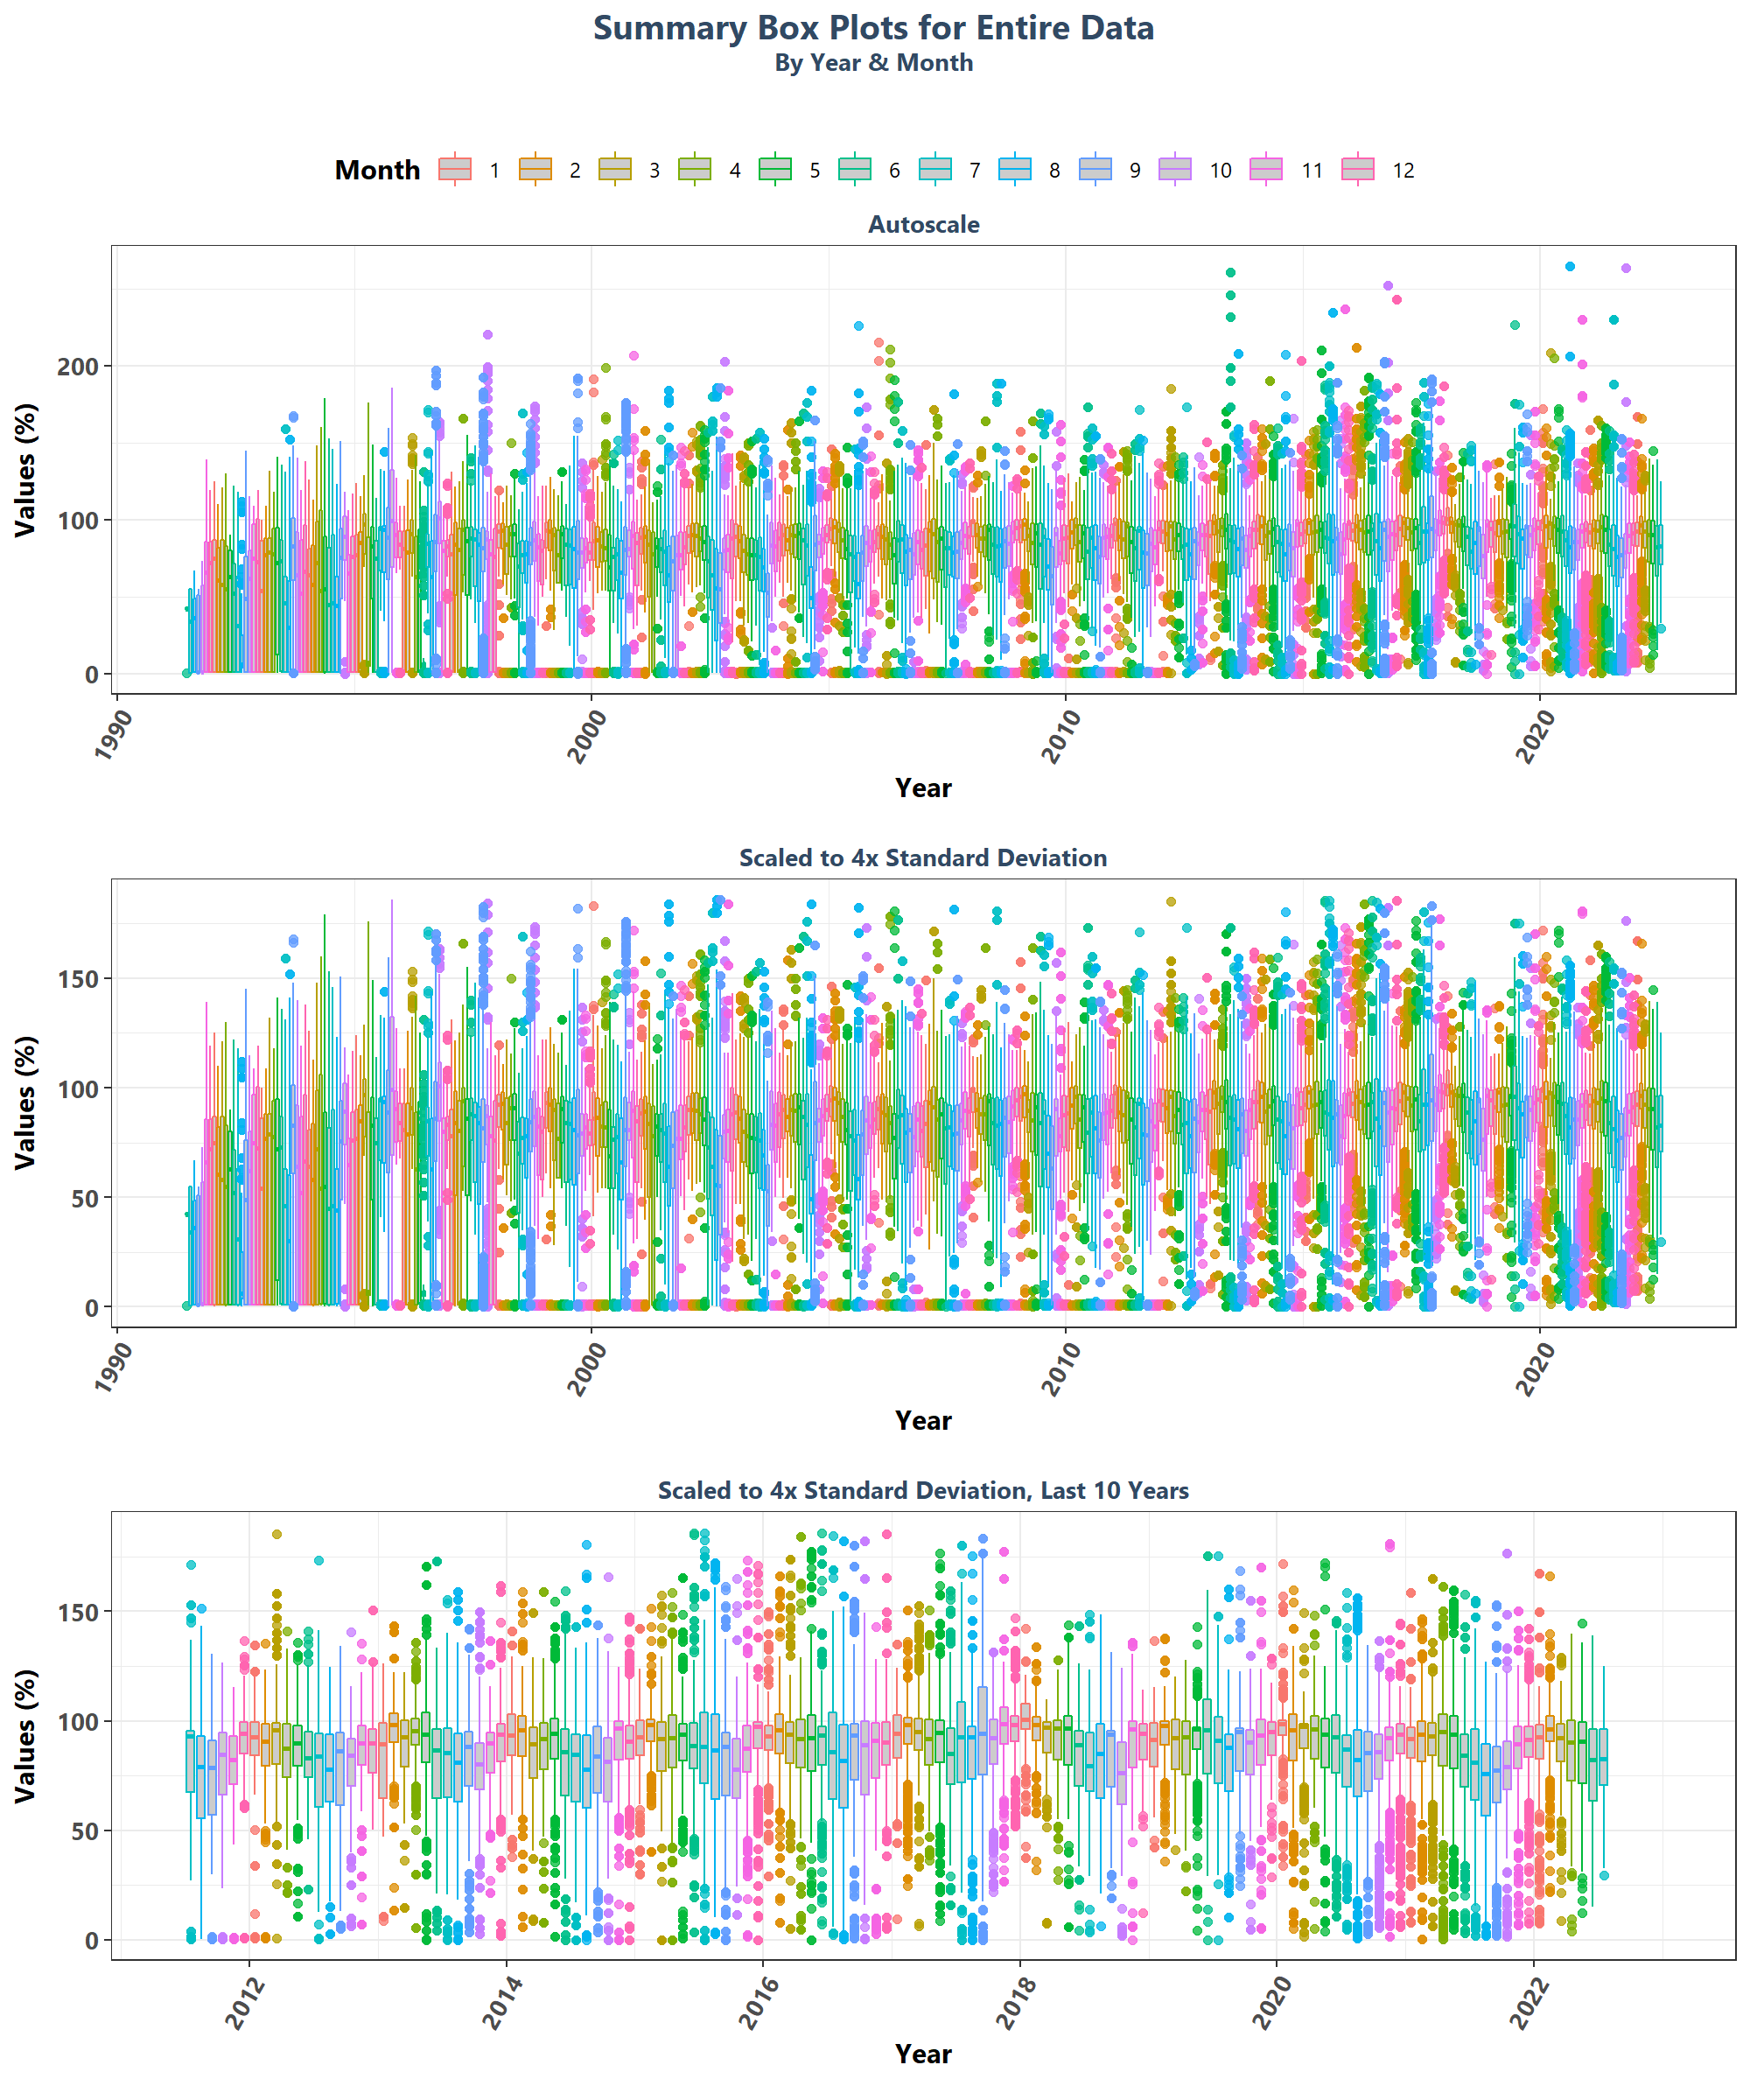 Summary Box Plots for Entire Data
By Year & Month
Month 1 2 3 4 5 6 7 8 9 10 11 12
Autoscale
Values (%)
200
100
0
1990 2000 2010 2020
Year
Scaled to 4x Standard Deviation
Values (%)
150
100
50
0
1990 2000 2010 2020
Year
Scaled to 4x Standard Deviation, Last 10 Years
Values (%)
150
100
50
0
2012 2014 2016 2018 2020 2022
Year